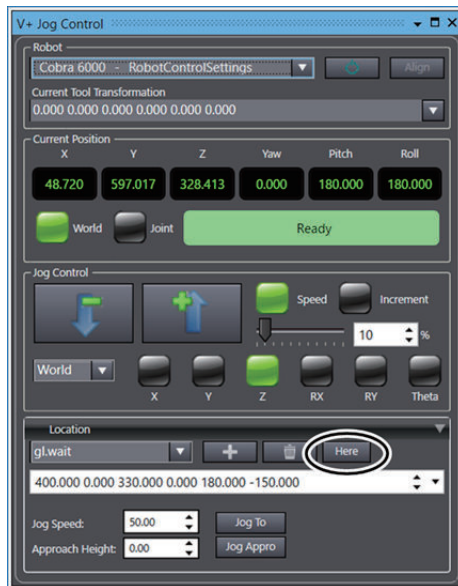 V+ Jog Control
Robot
Cobra 6000 - RobotControlSettings
Align
Current Tool Transformation
0.000 0.000 0.000 0.000 0.000 0.000
Current Position
X Y Z Yaw Pitch Roll
48.720 597.017 328.413 0.000 180.000 180.000
World Joint Ready
Jog Control
Speed Increment
10 %
World
X Y Z RX RY Theta
Location
gl.wait Here
400.000 0.000 330.000 0.000 180.000 -150.000
Jog Speed: 50.00 Jog To
Approach Height: 0.00 Jog Appro